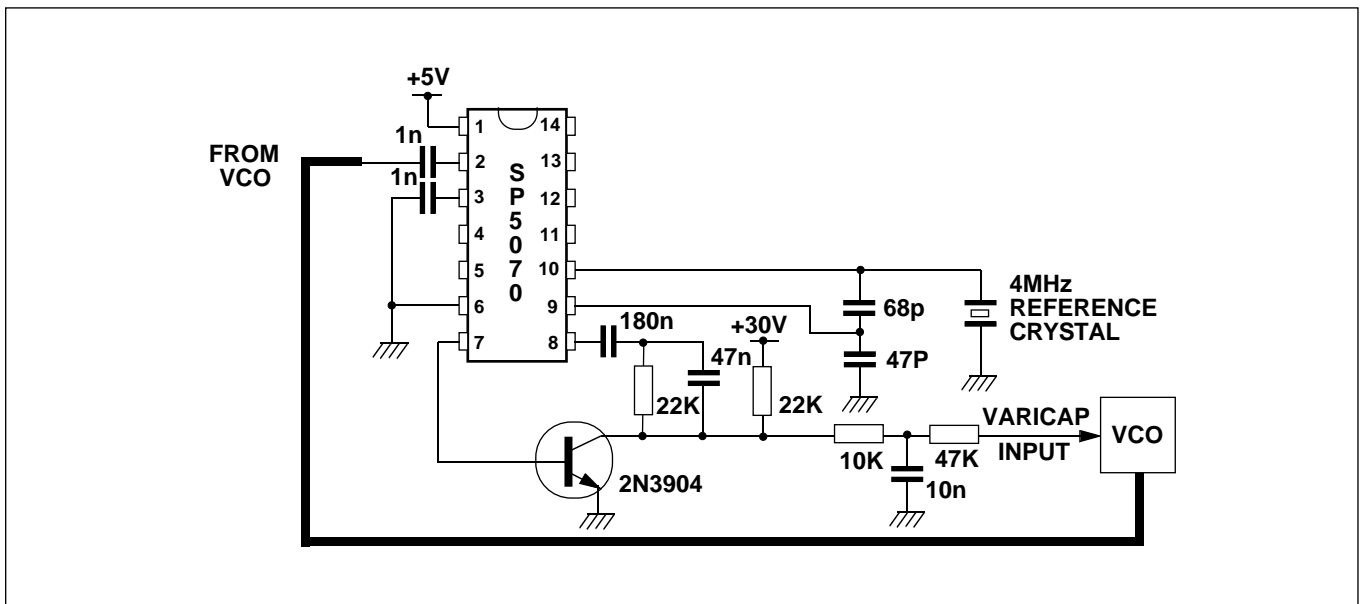 +5V
1n
1n
FROM
VCO
1
2
3
4
5
6
7
14
13
12
11
10
9
8
S
P
5
0
7
0
180n
47n
22K
+30V
22K
68p
47P
4MHz
REFERENCE
CRYSTAL
2N3904
10K
10n
47K
VARICAP
INPUT
VCO